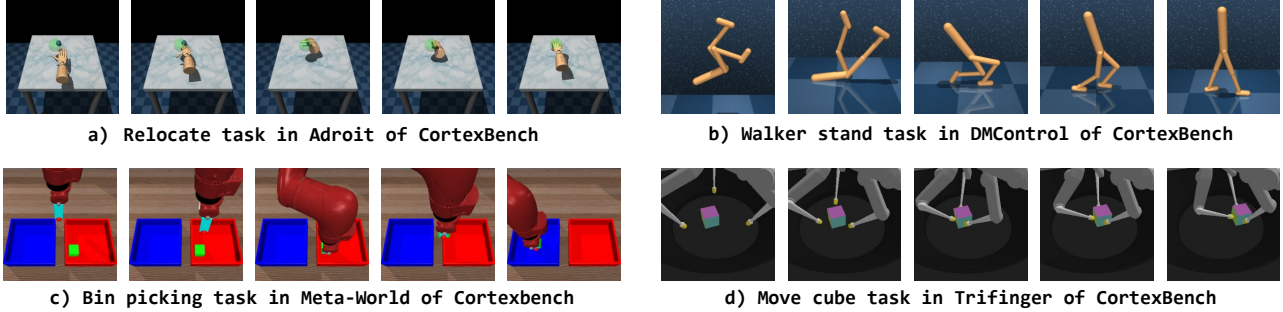 a) Relocate task in Adroit of CortexBench
b) Walker stand task in DMControl of CortexBench
c) Bin picking task in Meta-World of Cortexbench
d) Move cube task in Trifinger of CortexBench